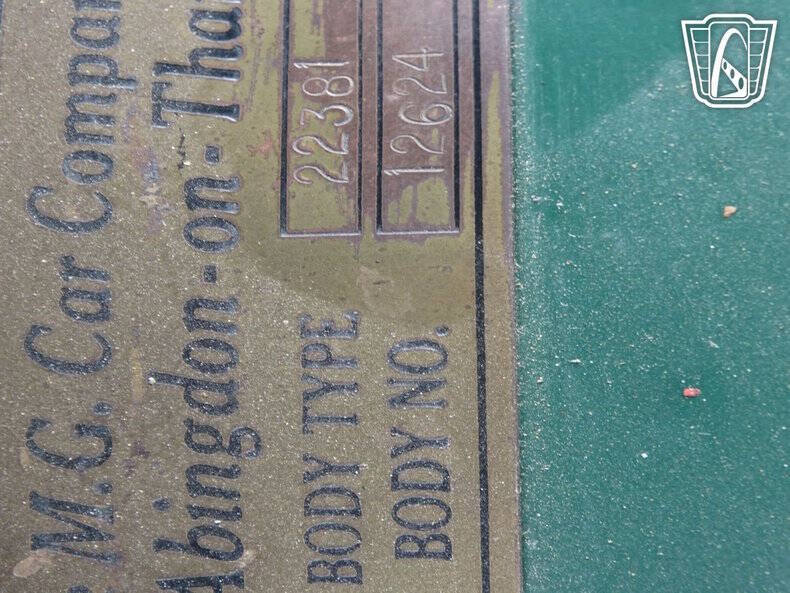 M.G. Car Compan
Abingdon-on-Tha
BODY TYPE 22381
BODY NO. 12624